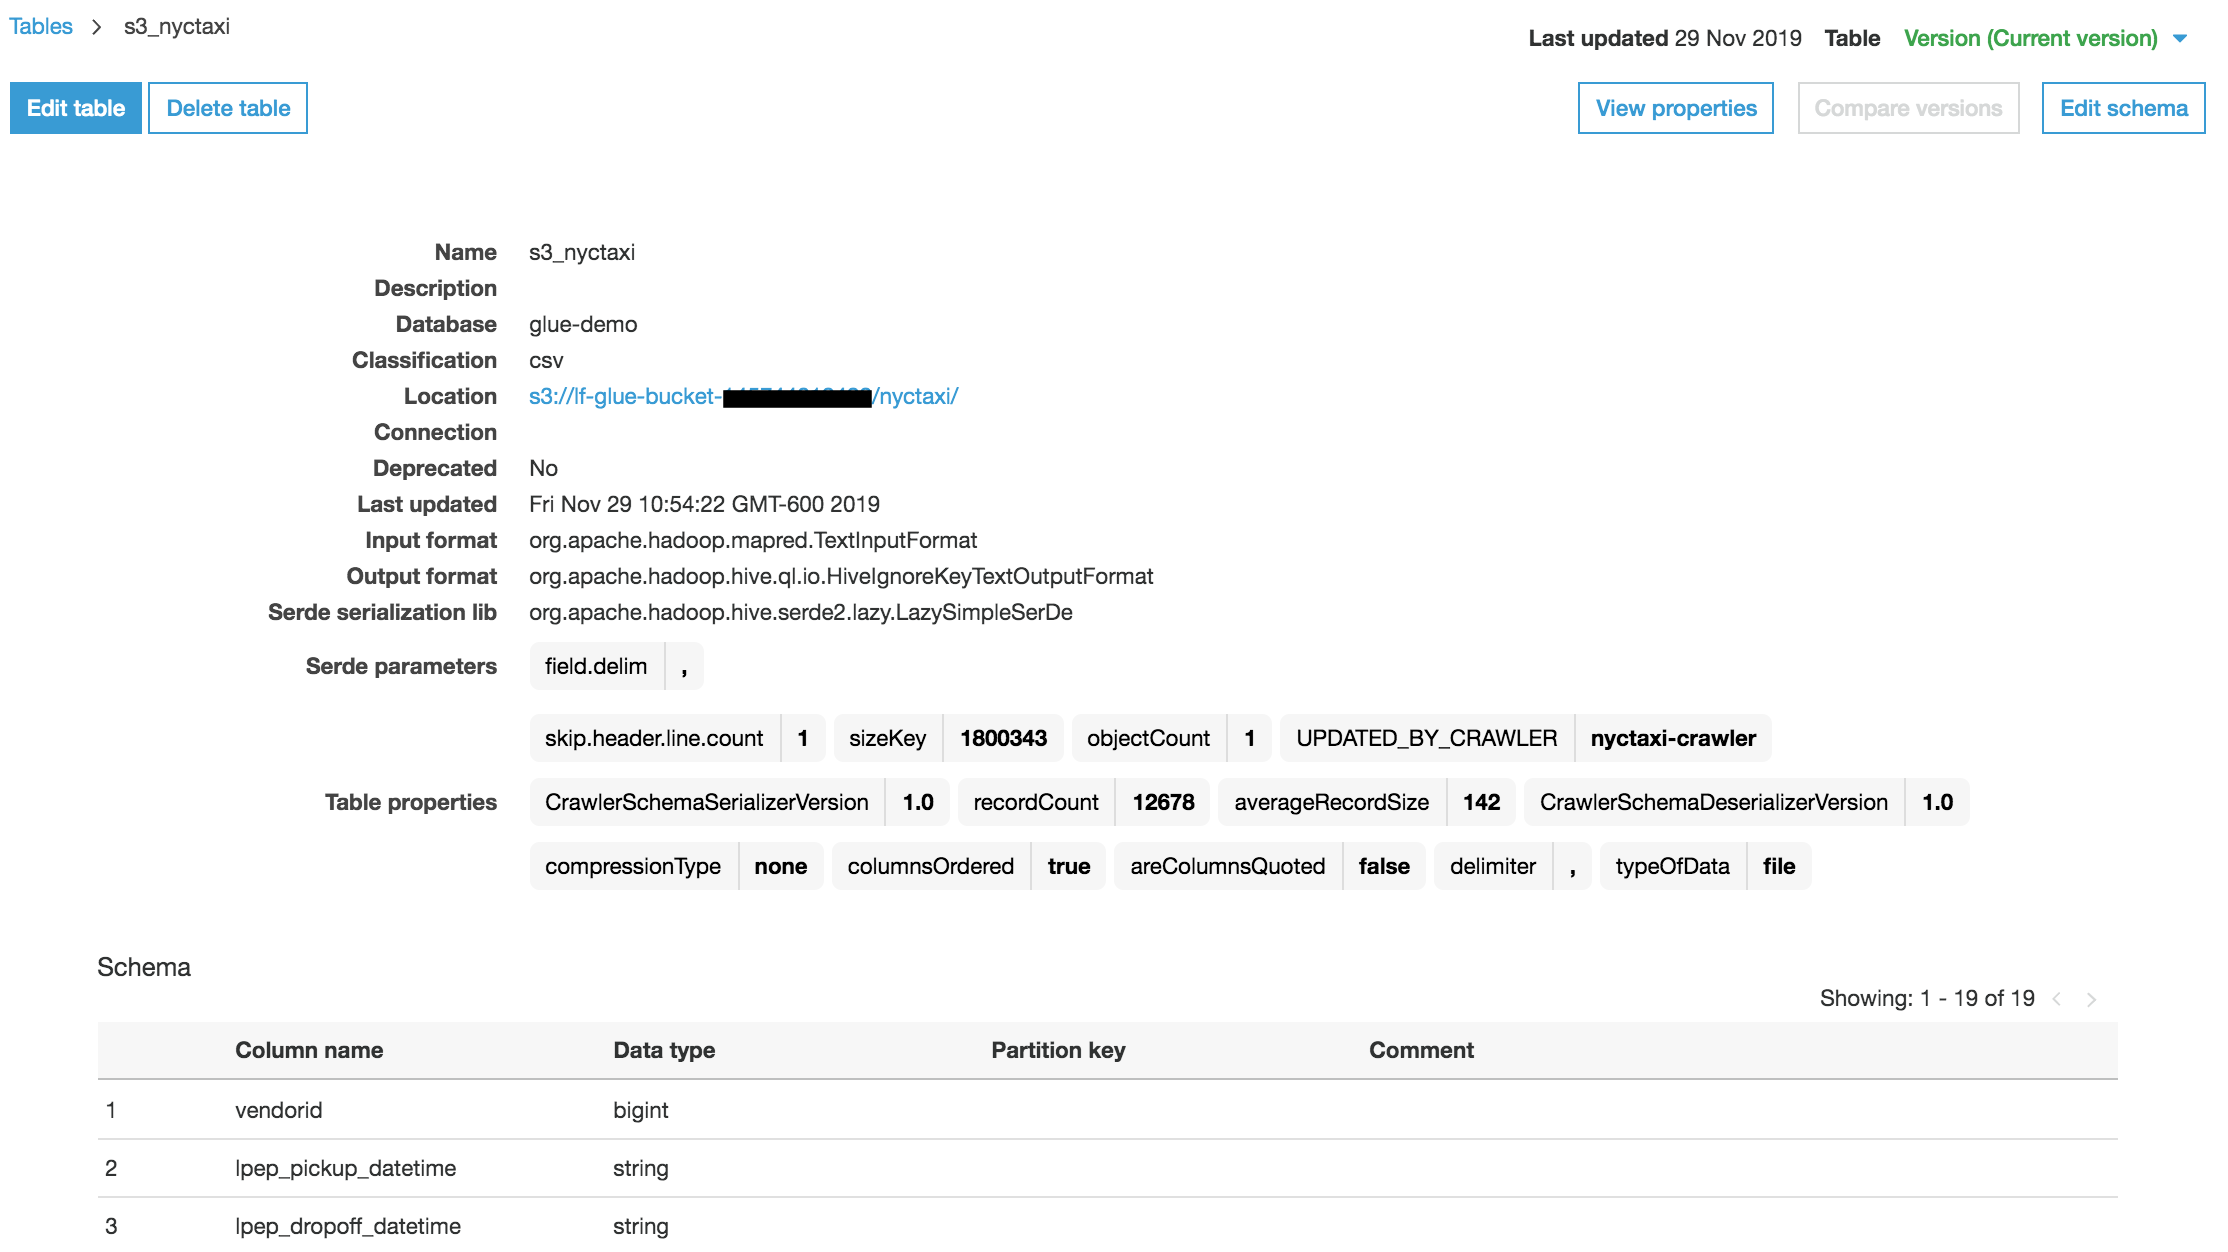 Tables > s3_nyctaxi
Last updated 29 Nov 2019 Table Version (Current version)
Edit table Delete table View properties Compare versions Edit schema
Name s3_nyctaxi
Description
Database glue-demo
Classification csv
Location s3://lf-glue-bucket- /nyctaxi/
Connection
Deprecated No
Last updated Fri Nov 29 10:54:22 GMT-600 2019
Input format org.apache.hadoop.mapred.TextInputFormat
Output format org.apache.hadoop.hive.ql.io.HiveIgnoreKeyTextOutputFormat
Serde serialization lib org.apache.hadoop.hive.serde2.lazy.LazySimpleSerDe
Serde parameters field.delim ,
skip.header.line.count 1 sizeKey 1800343 objectCount 1 UPDATED_BY_CRAWLER nyctaxi-crawler
Table properties CrawlerSchemaSerializerVersion 1.0 recordCount 12678 averageRecordSize 142 CrawlerSchemaDeserializerVersion 1.0
compressionType none columnsOrdered true areColumnsQuoted false delimiter , typeOfData file
Schema
Showing: 1 - 19 of 19 < >
Column name Data type Partition key Comment
1 vendorid bigint
2 lpep_pickup_datetime string
3 lpep_dropoff_datetime string